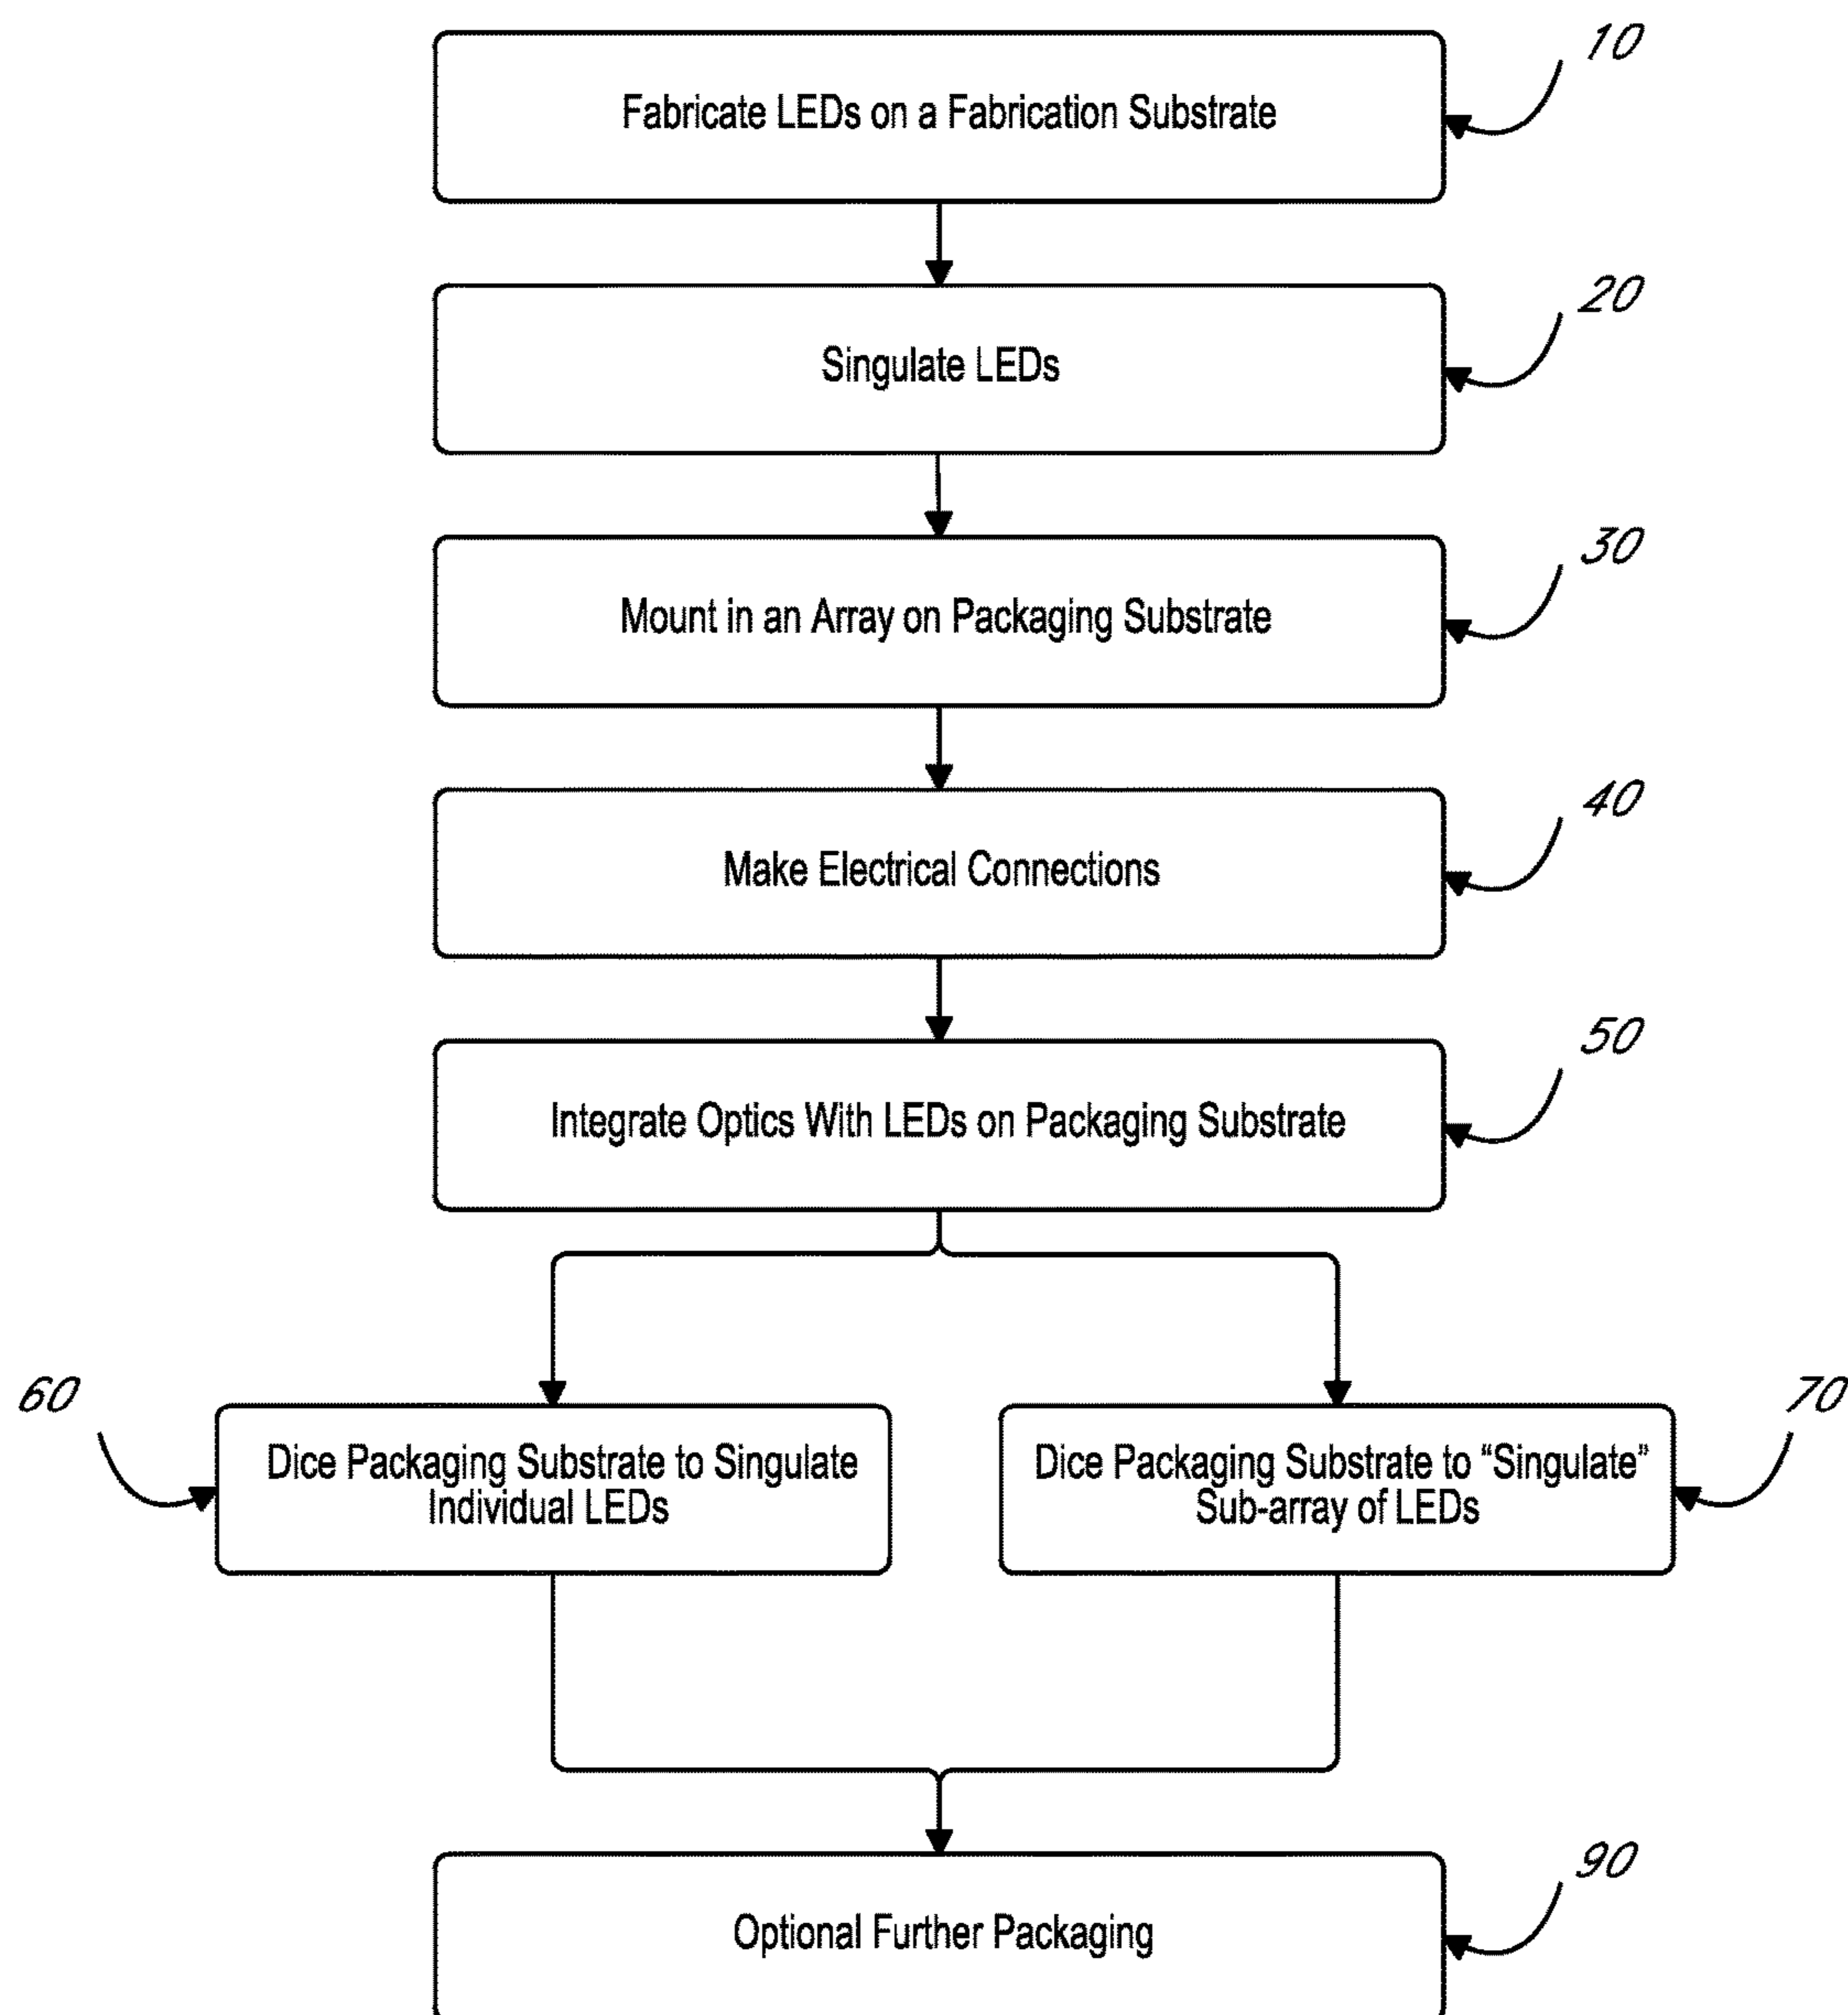 10
Fabricate LEDs on a Fabrication Substrate
20
Singulate LEDs
30
Mount in an Array on Packaging Substrate
40
Make Electrical Connections
50
Integrate Optics With LEDs on Packaging Substrate
60
Dice Packaging Substrate to Singulate
Individual LEDs
70
Dice Packaging Substrate to “Singulate”
Sub-array of LEDs
90
Optional Further Packaging